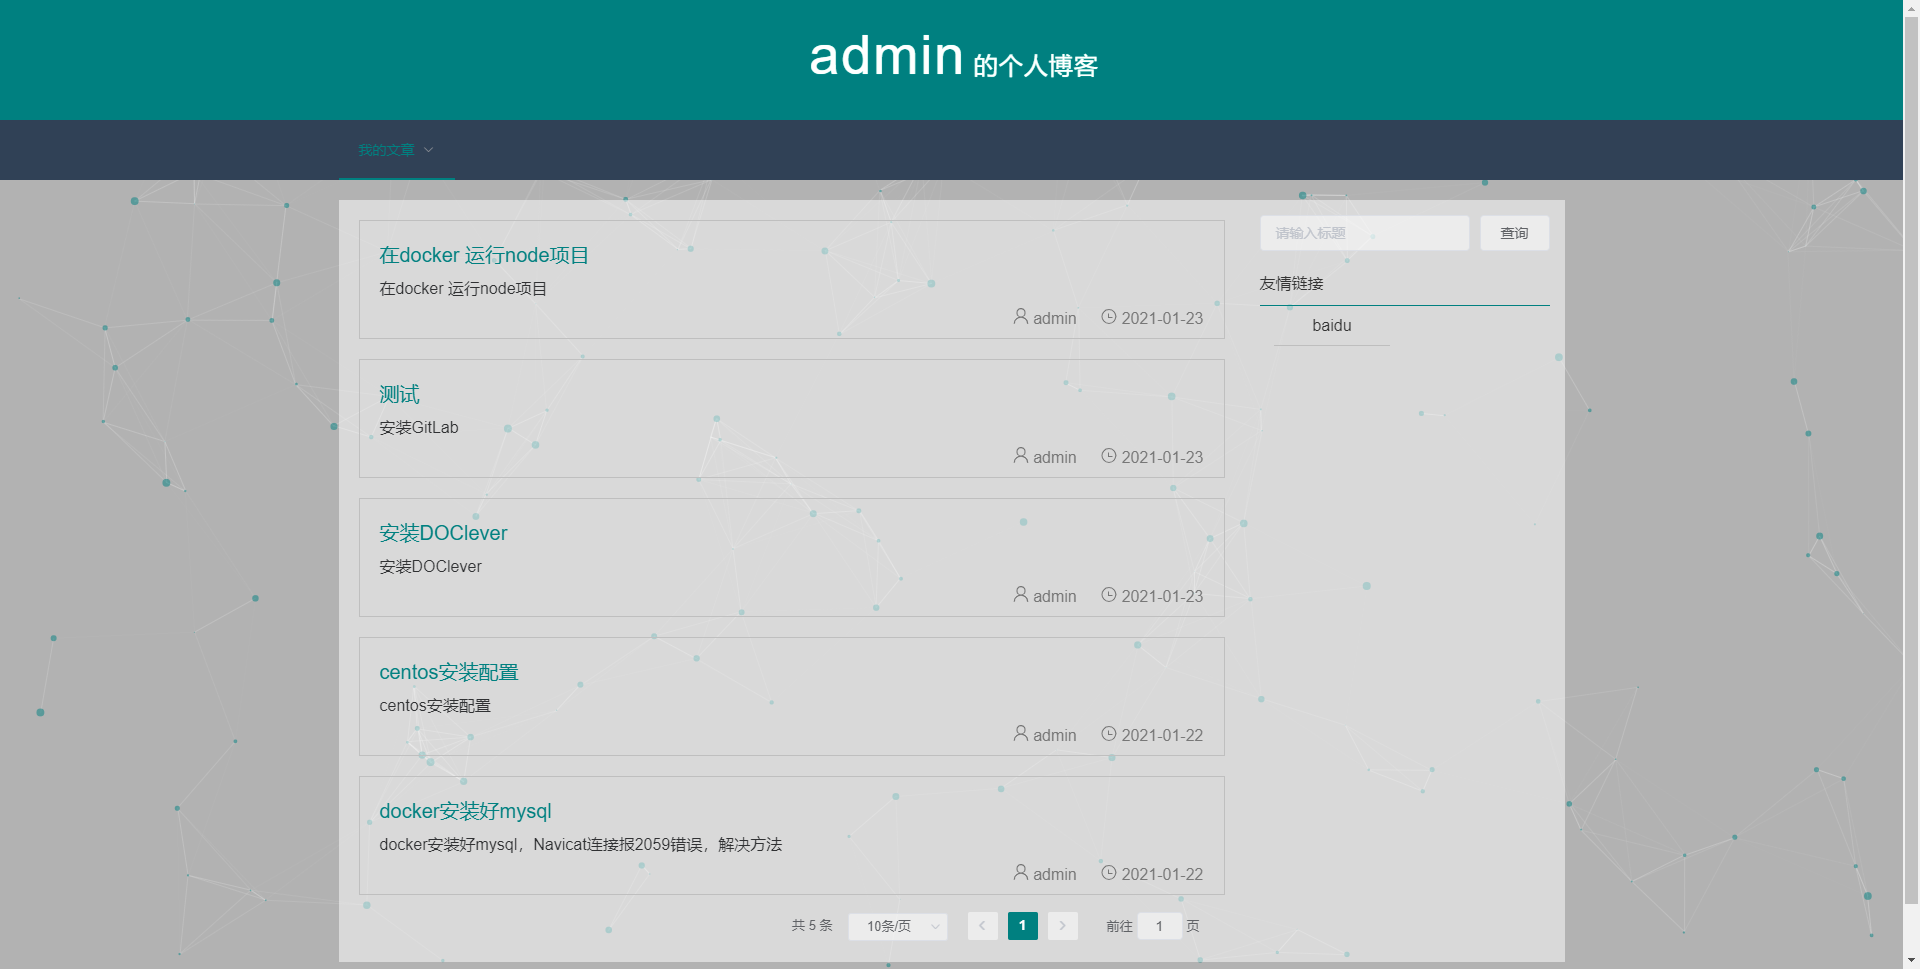 admin 的个人博客
我的文章
在docker 运行node项目
在docker 运行node项目
admin 2021-01-23
测试
安装GitLab
admin 2021-01-23
安装DOClever
安装DOClever
admin 2021-01-23
centos安装配置
centos安装配置
admin 2021-01-22
docker安装好mysql
docker安装好mysql，Navicat连接报2059错误，解决方法
admin 2021-01-22
共 5 条 10条/页 1 前往 1 页
请输入标题 查询
友情链接
baidu